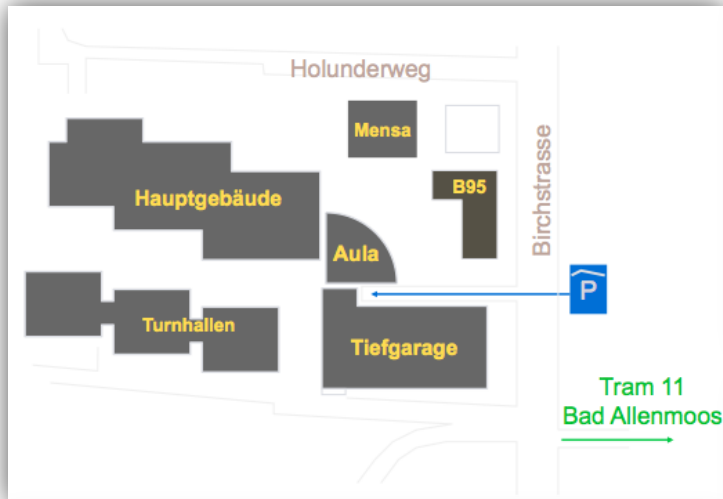 Holunderweg
Mensa
B95
Hauptgebäude
Birchstrasse
Aula
P
Turnhallen
Tiefgarage
Tram 11
Bad Allenmoos